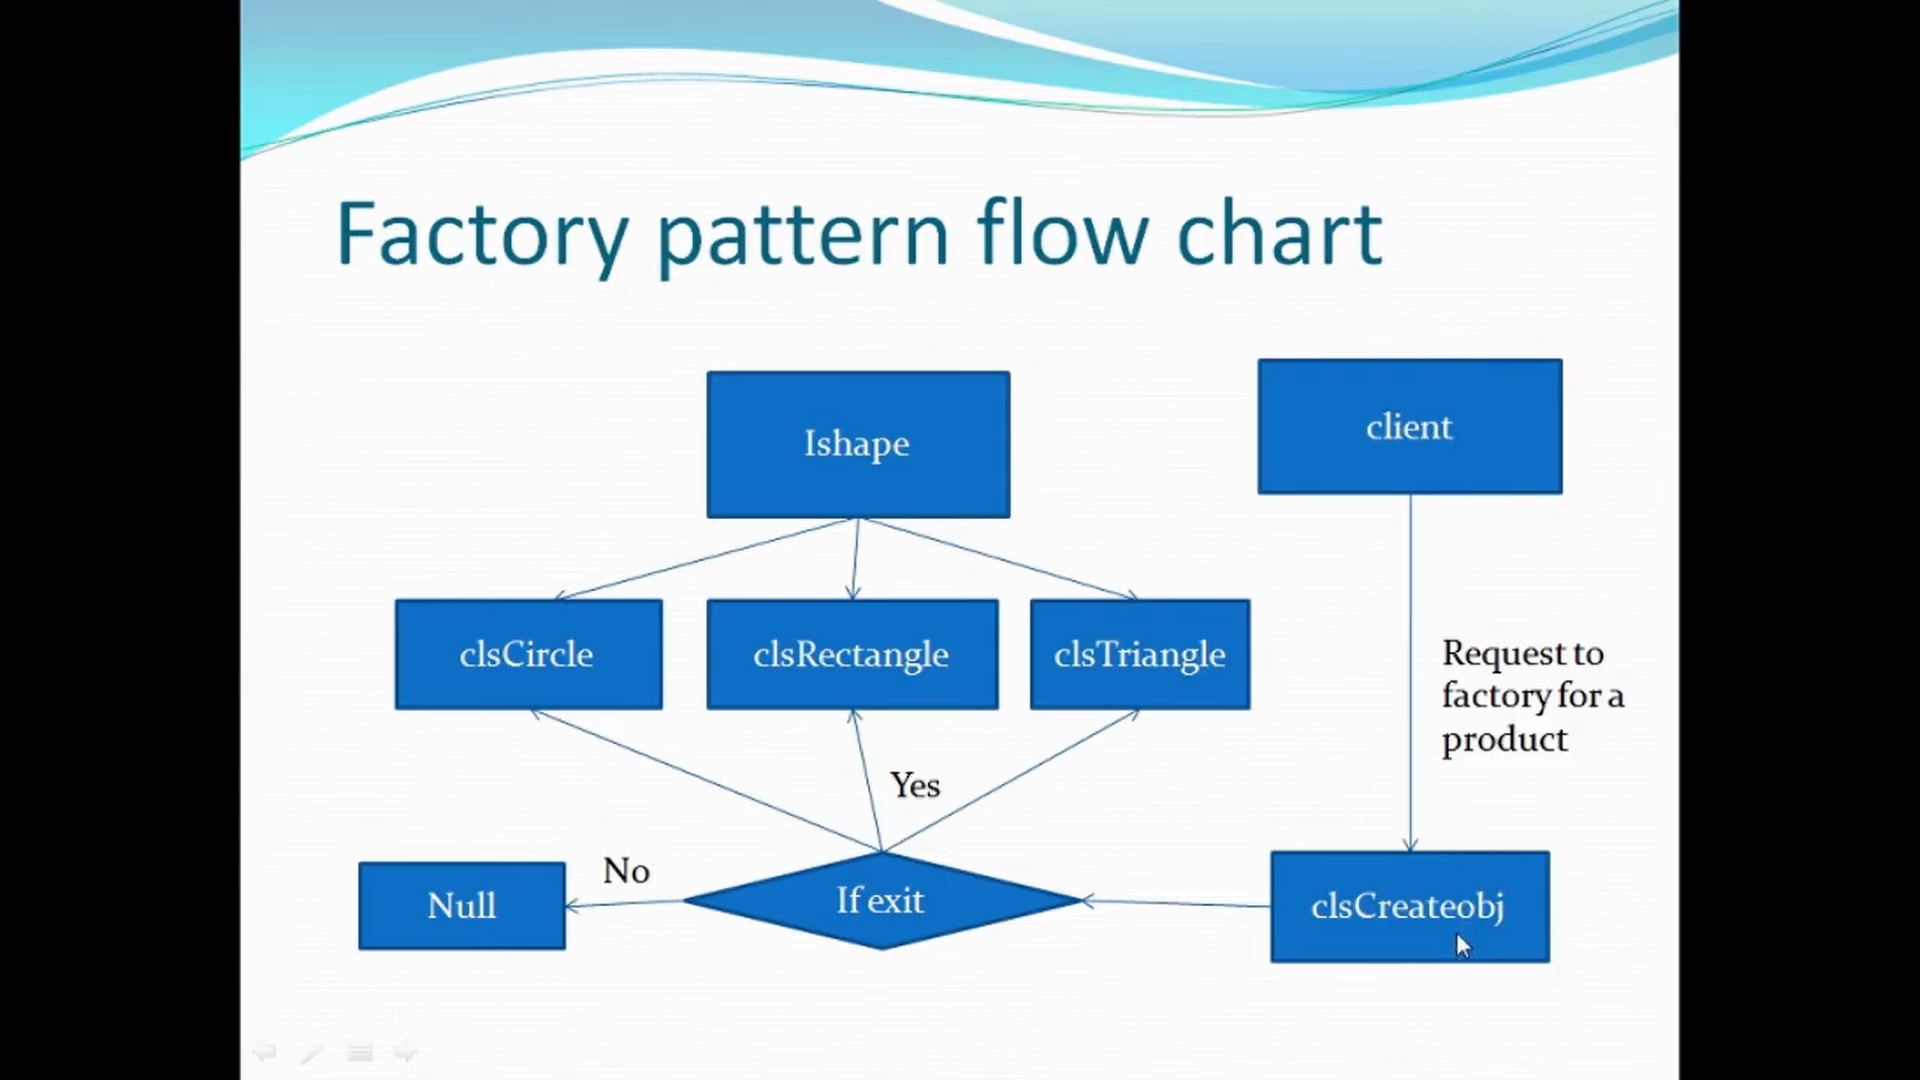 Factory pattern flow chart
Ishape
client
clsCircle
clsRectangle
clsTriangle
Request to
factory for a
product
Yes
No
Null
If exit
clsCreateobj